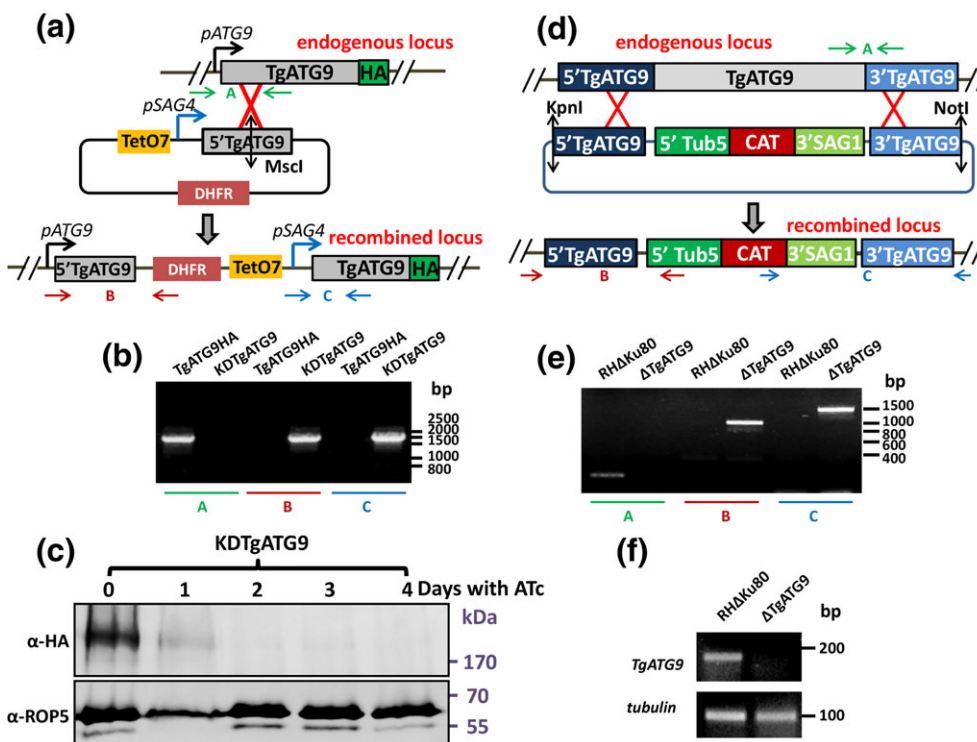 (a)
pATG9
endogenous locus
TgATG9 HA
A
pSAG4
TetO7
5'TgATG9
MscI
DHFR
pATG9
pSAG4
recombined locus
5'TgATG9 DHFR TetO7 TgATG9 HA
B
C
(b)
TgATG9HA KDTgATG9 TgATG9HA KDTgATG9 TgATG9HA KDTgATG9
bp
2500
2000
1500
1000
800
A B C
(c)
KDTgATG9
0 1 2 3 4 Days with ATc
kDa
α-HA
170
70
α-ROP5
55
(d)
endogenous locus
A
5'TgATG9 TgATG9 3'TgATG9
KpnI
NotI
5'TgATG9 5' Tub5 CAT 3'SAG1 3'TgATG9
recombined locus
5'TgATG9 5' Tub5 CAT 3'SAG1 3'TgATG9
B
C
(e)
RHΔKu80 ΔTgATG9 RHΔKu80 ΔTgATG9 RHΔKu80 ΔTgATG9
bp
1500
1000
800
600
400
A B C
(f)
RHΔKu80 ΔTgATG9
bp
200
TgATG9
tubulin
100